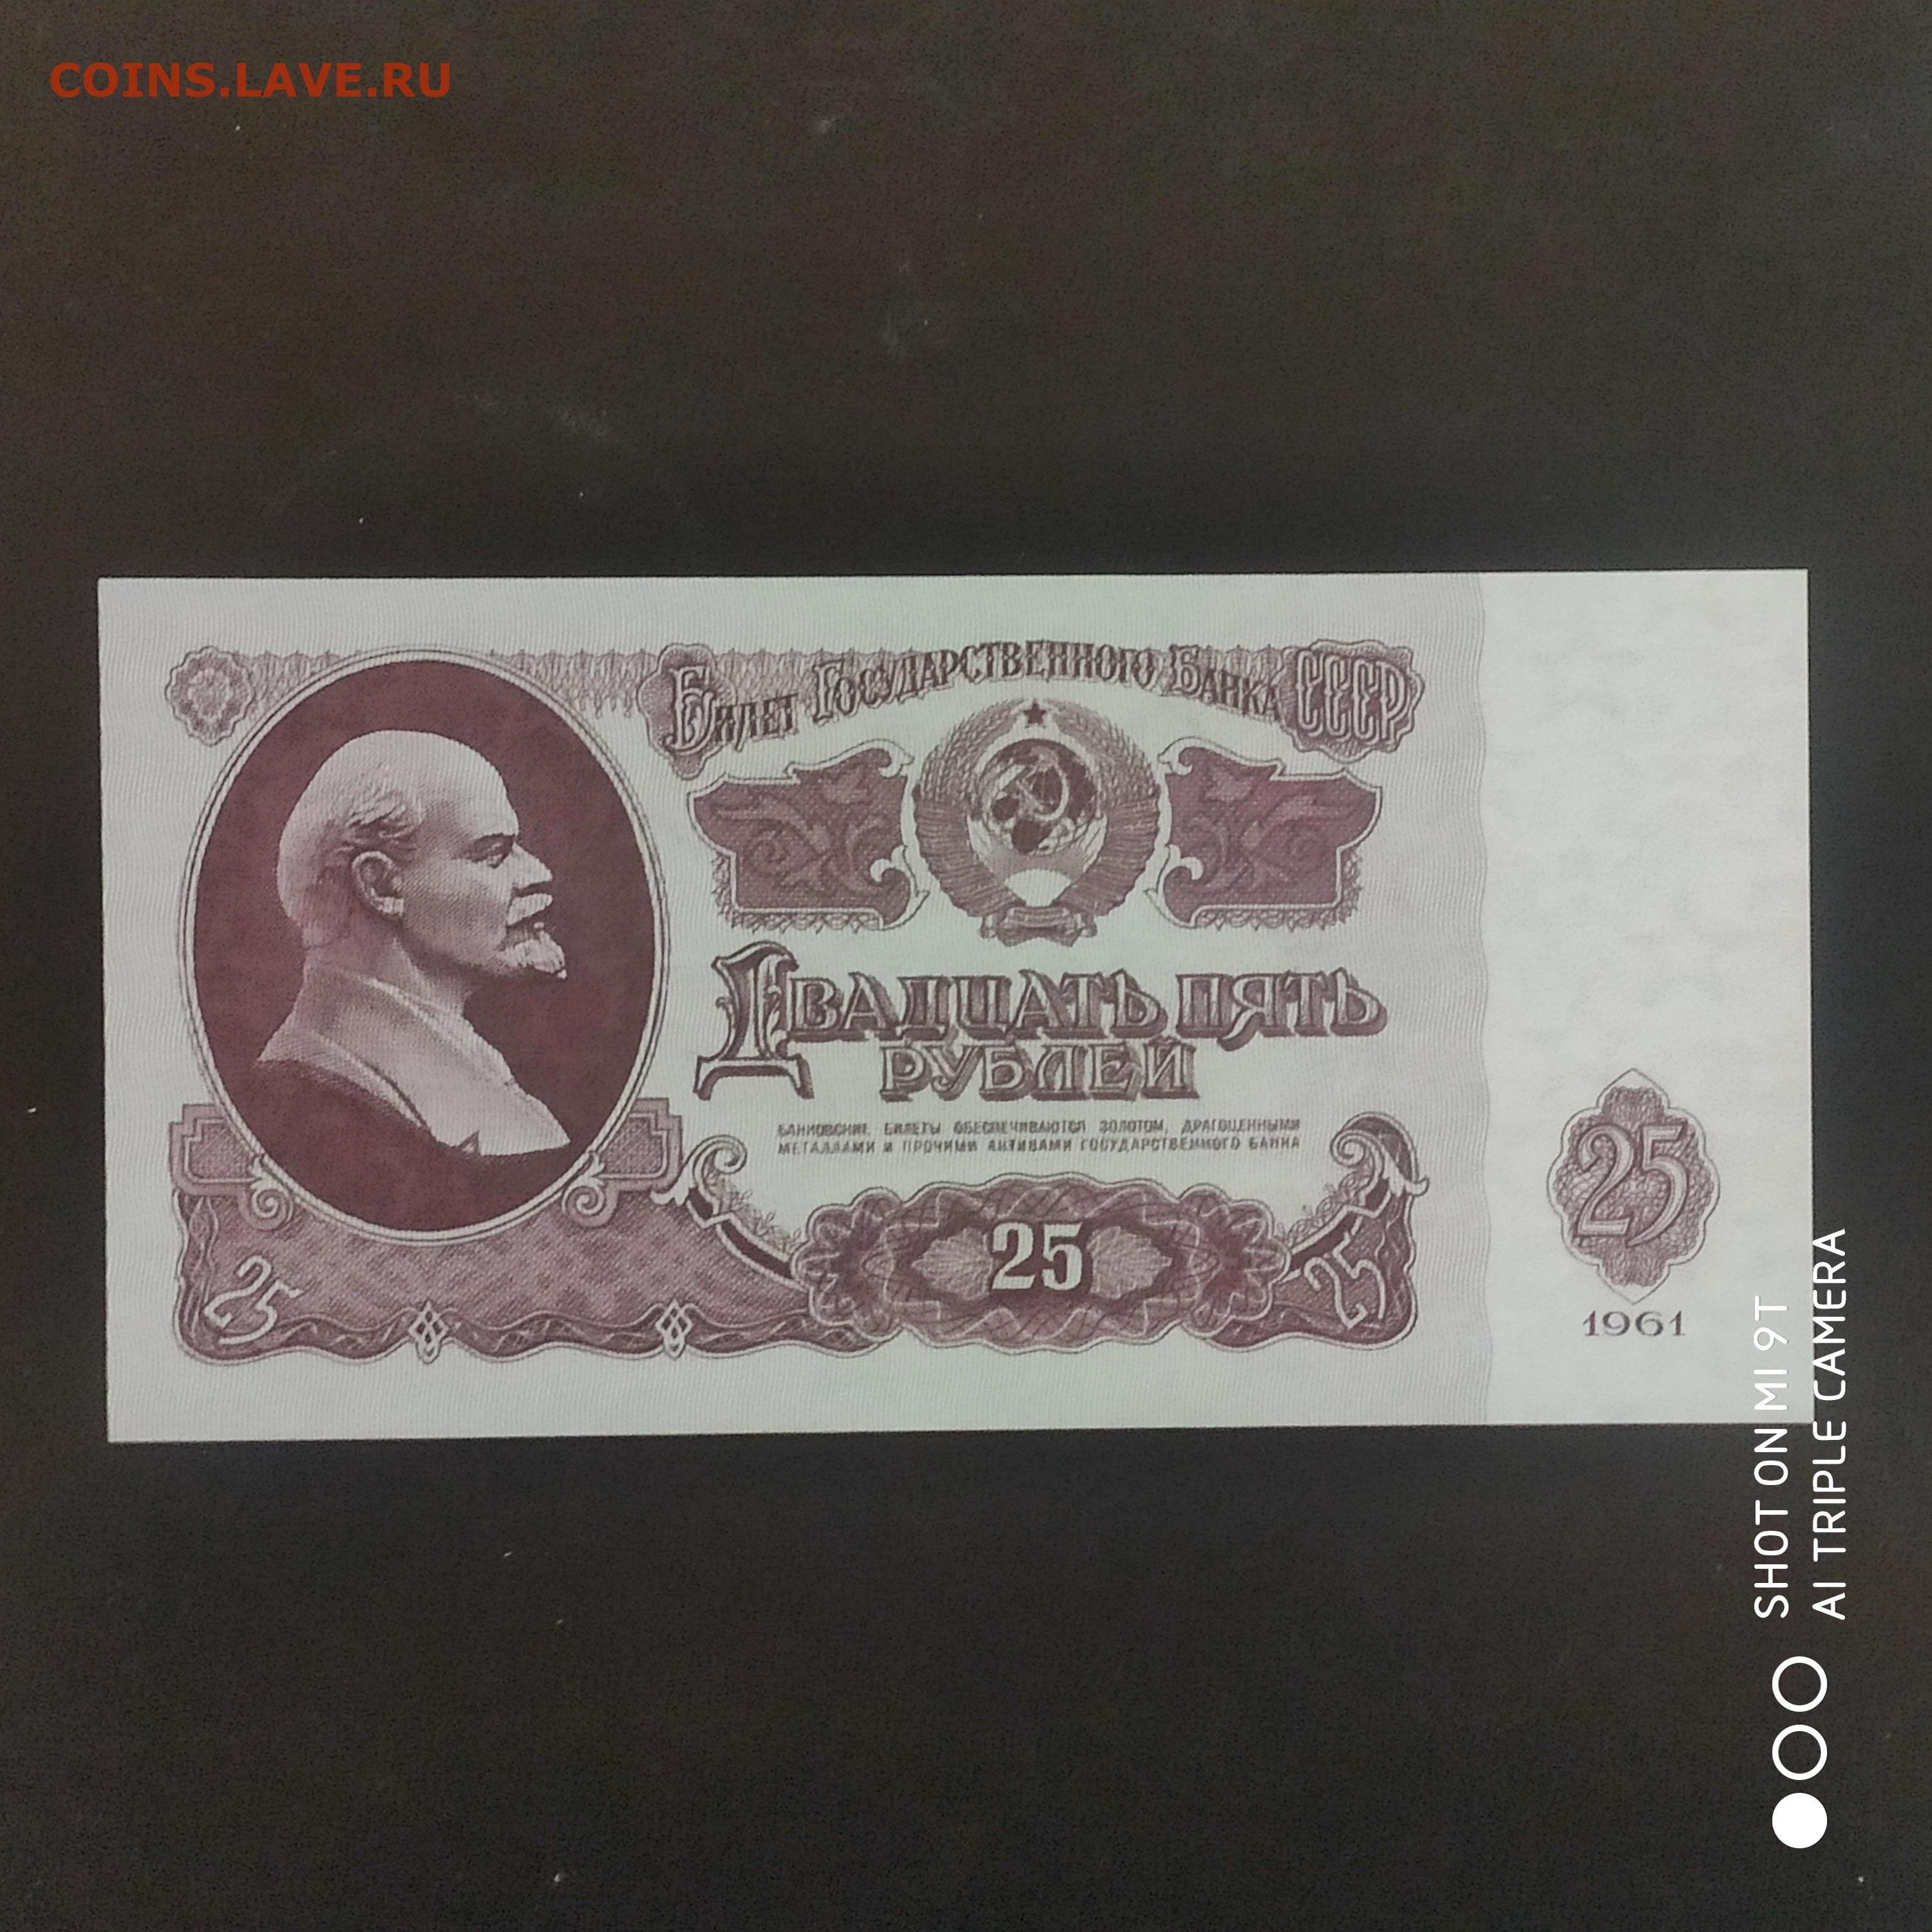 COINS.LAVE.RU
Билет Государственного Банка СССР
Двадцать пять
рублей
БАНКОВСКИЕ БИЛЕТЫ ОБЕСПЕЧИВАЮТСЯ ЗОЛОТОМ, ДРАГОЦЕННЫМИ
МЕТАЛЛАМИ И ПРОЧИМИ АКТИВАМИ ГОСУДАРСТВЕННОГО БАНКА
25
25
25
25
1961
SHOT ON MI 9T
AI TRIPLE CAMERA